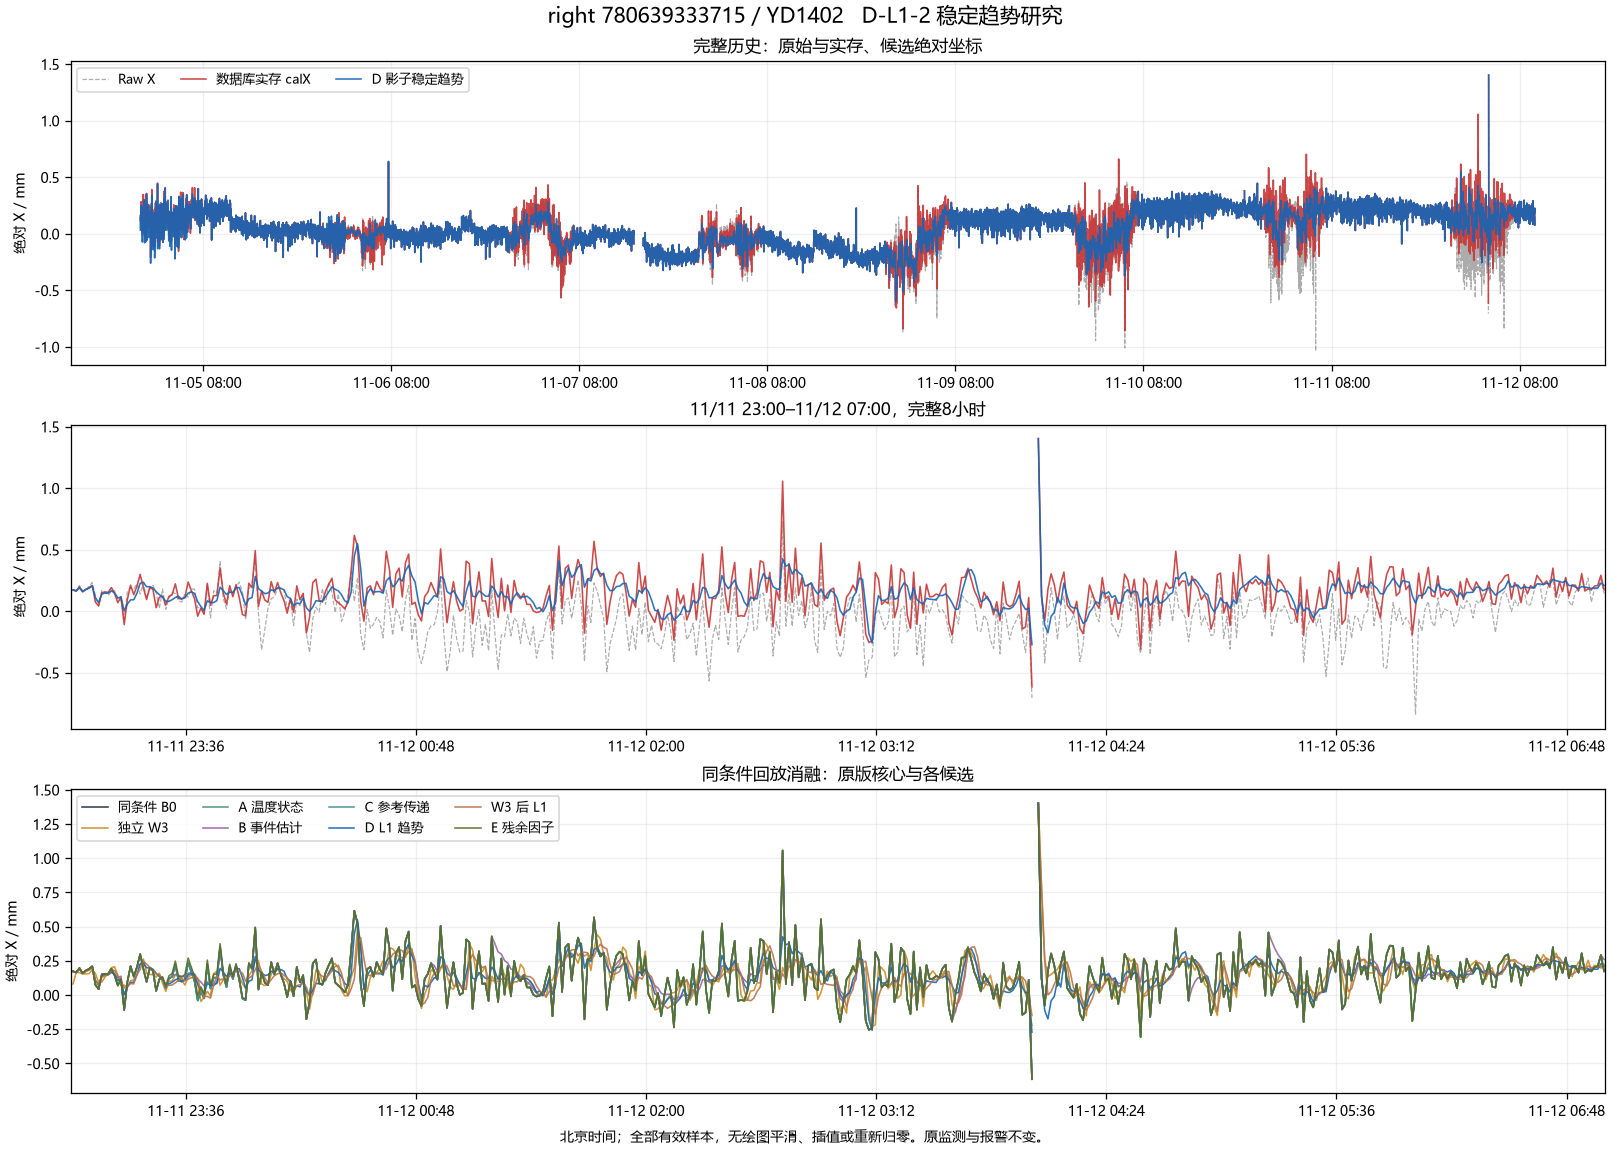 right 780639333715 / YD1402   D-L1-2 稳定趋势研究
完整历史：原始与实存、候选绝对坐标
Raw X
数据库实存 calX
D 影子稳定趋势
绝对 X / mm
1.5
1.0
0.5
0.0
-0.5
-1.0
11-05 08:00
11-06 08:00
11-07 08:00
11-08 08:00
11-09 08:00
11-10 08:00
11-11 08:00
11-12 08:00
11/11 23:00–11/12 07:00，完整8小时
绝对 X / mm
1.5
1.0
0.5
0.0
-0.5
11-11 23:36
11-12 00:48
11-12 02:00
11-12 03:12
11-12 04:24
11-12 05:36
11-12 06:48
同条件回放消融：原版核心与各候选
同条件 B0
A 温度状态
C 参考传递
W3 后 L1
独立 W3
B 事件估计
D L1 趋势
E 残余因子
绝对 X / mm
1.50
1.25
1.00
0.75
0.50
0.25
0.00
-0.25
-0.50
11-11 23:36
11-12 00:48
11-12 02:00
11-12 03:12
11-12 04:24
11-12 05:36
11-12 06:48
北京时间；全部有效样本，无绘图平滑、插值或重新归零。原监测与报警不变。